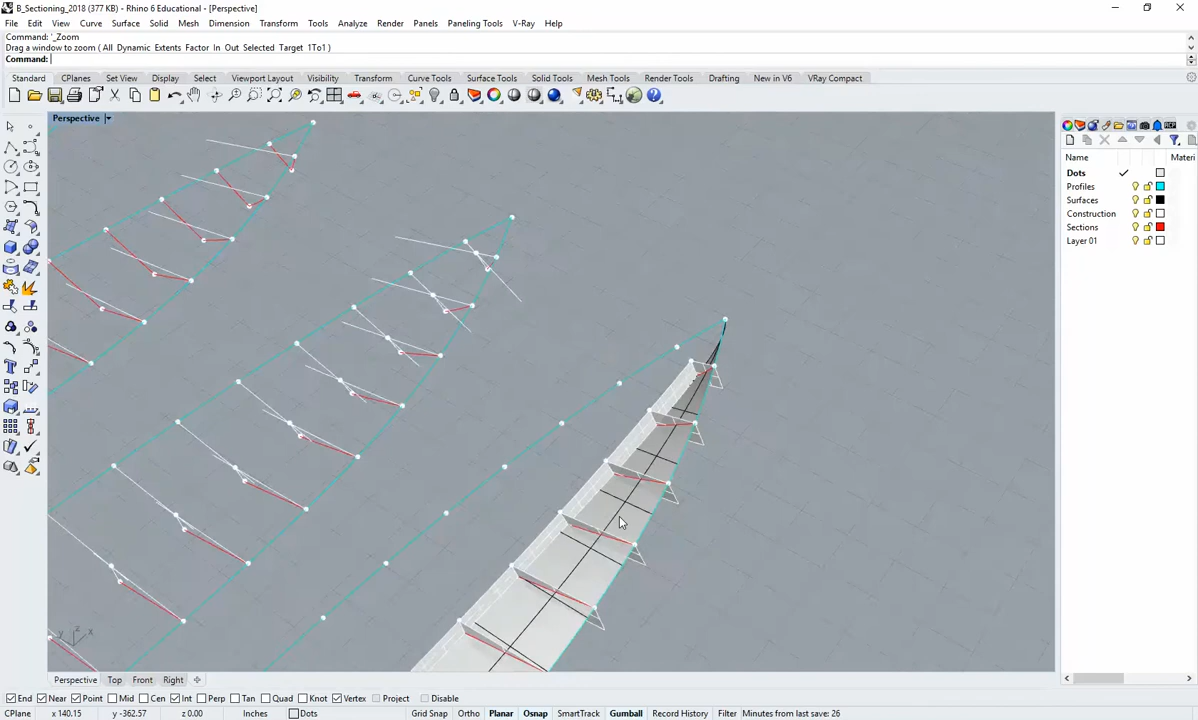 B_Sectioning_2018 (377 KB) - Rhino 6 Educational - [Perspective]
File Edit View Curve Surface Solid Mesh Dimension Transform Tools Analyze Render Panels Paneling Tools V-Ray Help
Command: '_Zoom
Drag a window to zoom ( All Dynamic Extents Factor In Out Selected Target 1To1 )
Command:
Standard CPlanes Set View Display Select Viewport Layout Visibility Transform Curve Tools Surface Tools Solid Tools Mesh Tools Render Tools Drafting New in V6 VRay Compact
Perspective
Name Materi
Dots
Profiles
Surfaces
Construction
Sections
Layer 01
z
y x
Perspective Top Front Right
End Near Point Mid Cen Int Perp Tan Quad Knot Vertex Project Disable
CPlane x 140.15 y -362.57 z 0.00 Inches Dots Grid Snap Ortho Planar Osnap SmartTrack Gumball Record History Filter Minutes from last save: 26